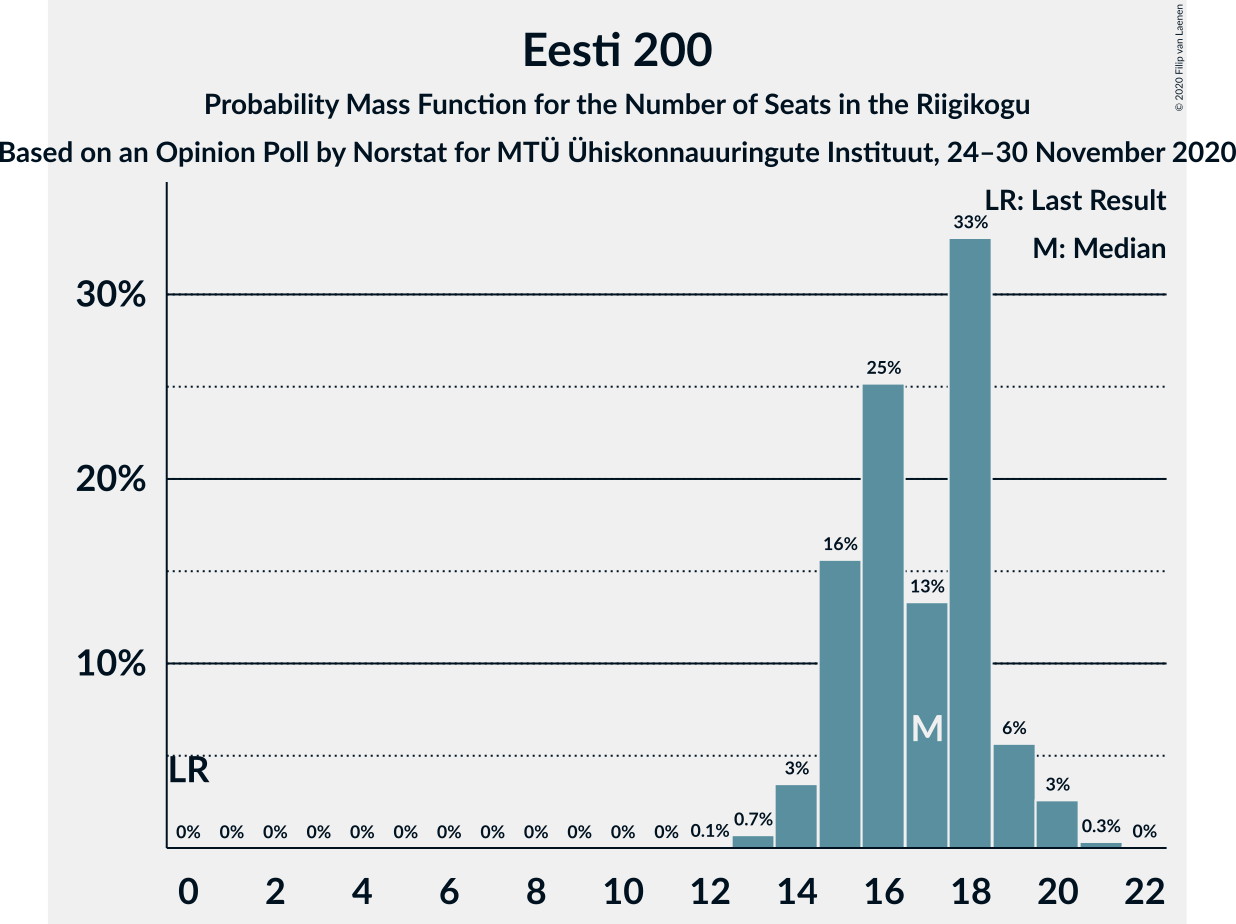 Eesti 200
Probability Mass Function for the Number of Seats in the Riigikogu
Based on an Opinion Poll by Norstat for MTÜ Ühiskonnauuringute Instituut, 24–30 November 2020
© 2020 Filip van Laenen
LR: Last Result
M: Median
33%
30%
25%
20%
16%
13%
10%
M
6%
LR
3%
3%
0% 0% 0% 0% 0% 0% 0% 0% 0% 0% 0% 0% 0.1% 0.7% 0.3% 0%
0 2 4 6 8 10 12 14 16 18 20 22